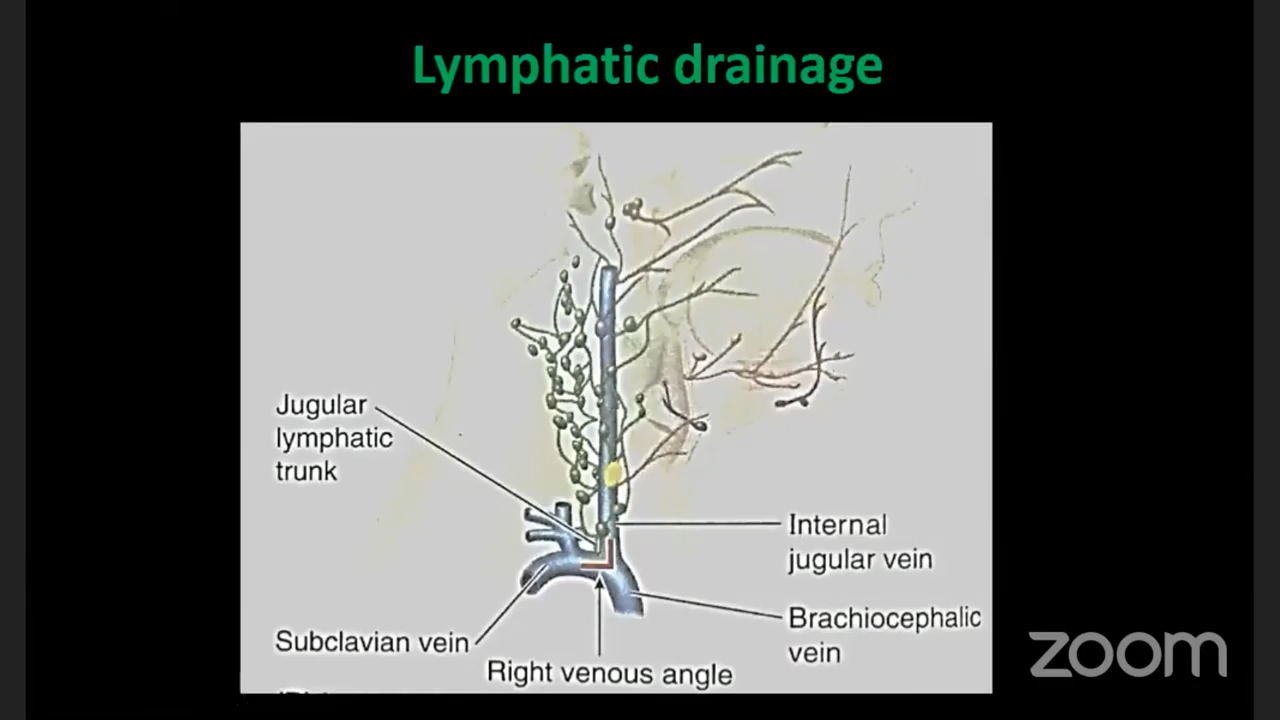 Lymphatic drainage
Jugular
lymphatic
trunk
Internal
jugular vein
Brachiocephalic
vein
Subclavian vein
Right venous angle
zoom